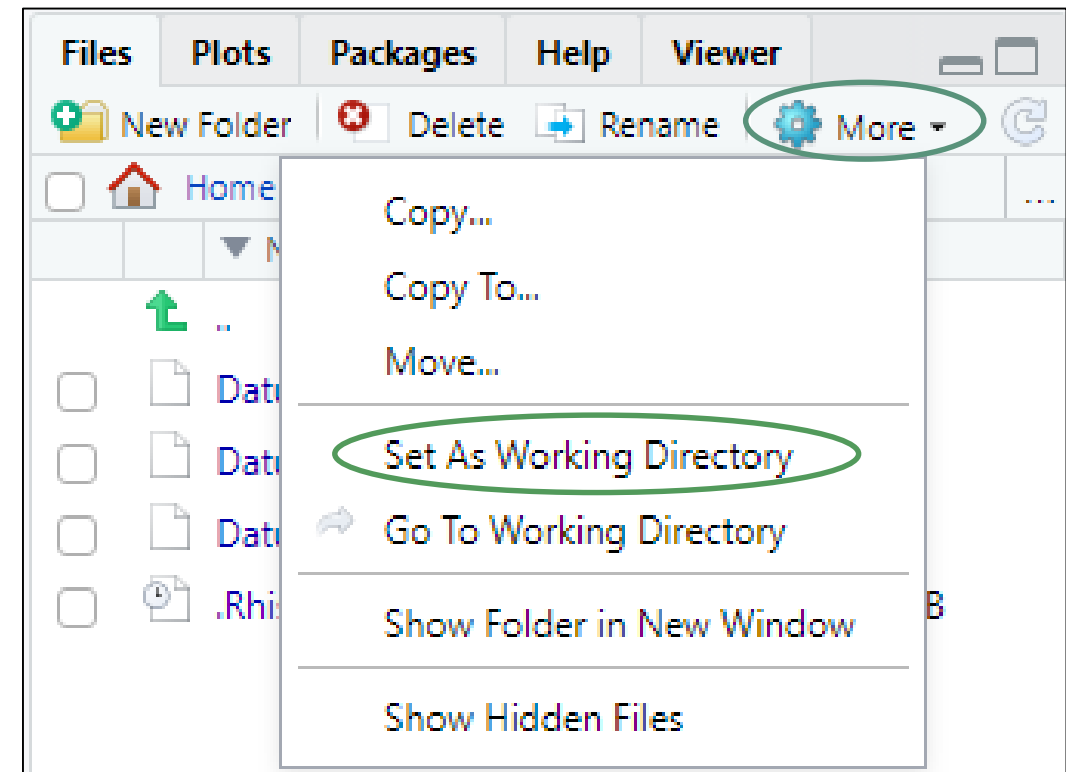 Files Plots Packages Help Viewer
New Folder Delete Rename More
Home ...
Copy...
Copy To...
..
Move...
Set As Working Directory
Go To Working Directory
.Rhis B
Show Folder in New Window
Show Hidden Files